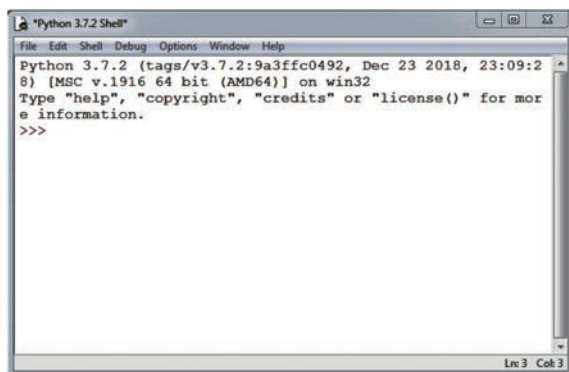 *Python 3.7.2 Shell*
File Edit Shell Debug Options Window Help
Python 3.7.2 (tags/v3.7.2:9a3ffc0492, Dec 23 2018, 23:09:2
8) [MSC v.1916 64 bit (AMD64)] on win32
Type "help", "copyright", "credits" or "license()" for mor
e information.
>>>
Ln: 3 Col: 3